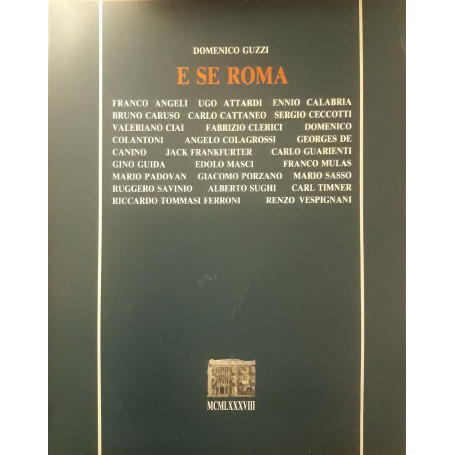 DOMENICO GUZZI
E SE ROMA
FRANCO ANGELI UGO ATTARDI ENNIO CALABRIA
BRUNO CARUSO CARLO CATTANEO SERGIO CECCOTTI
VALERIANO CIAI FABRIZIO CLERICI DOMENICO
COLANTONI ANGELO COLAGROSSI GEORGES DE
CANINO JACK FRANKFURTER CARLO GUARIENTI
GINO GUIDA EDOLO MASCI FRANCO MULAS
MARIO PADOVAN GIACOMO PORZANO MARIO SASSO
RUGGERO SAVINIO ALBERTO SUGHI CARL TIMNER
RICCARDO TOMMASI FERRONI RENZO VESPIGNANI
MCMLXXXVIII